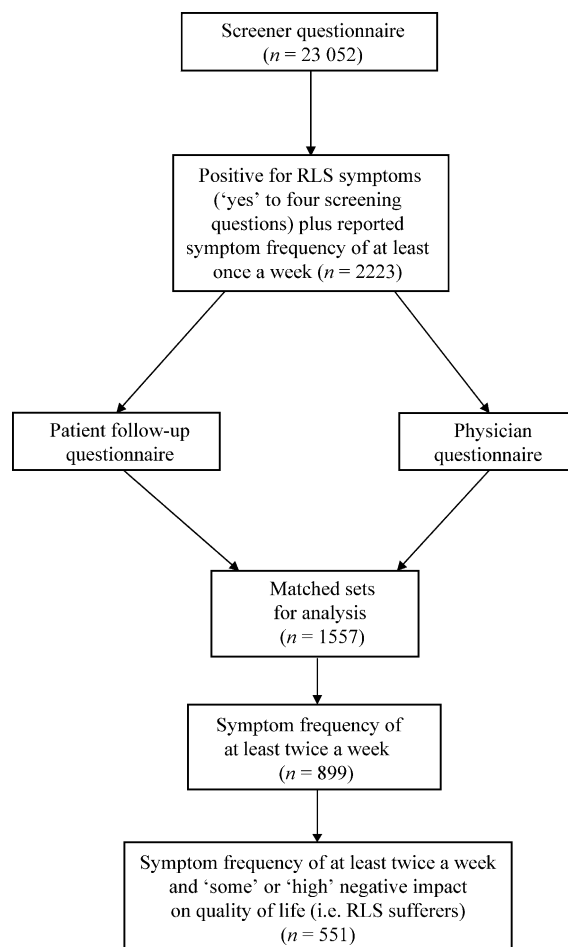 Screener questionnaire
(n = 23 052)
Positive for RLS symptoms
(‘yes’ to four screening
questions) plus reported
symptom frequency of at least
once a week (n = 2223)
Patient follow-up
questionnaire
Physician
questionnaire
Matched sets
for analysis
(n = 1557)
Symptom frequency of
at least twice a week
(n = 899)
Symptom frequency of at least twice a week
and ‘some’ or ‘high’ negative impact
on quality of life (i.e. RLS sufferers)
(n = 551)